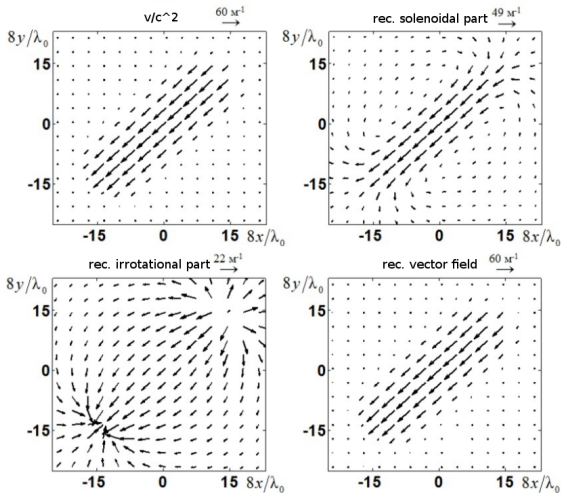 v/c^2
60 м⁻¹
8y/λ₀
15
0
-15
-15
0
15
8x/λ₀
rec. solenoidal part
49 м⁻¹
8y/λ₀
15
0
-15
-15
0
15
8x/λ₀
rec. irrotational part
22 м⁻¹
8y/λ₀
15
0
-15
-15
0
15
8x/λ₀
rec. vector field
60 м⁻¹
8y/λ₀
15
0
-15
-15
0
15
8x/λ₀